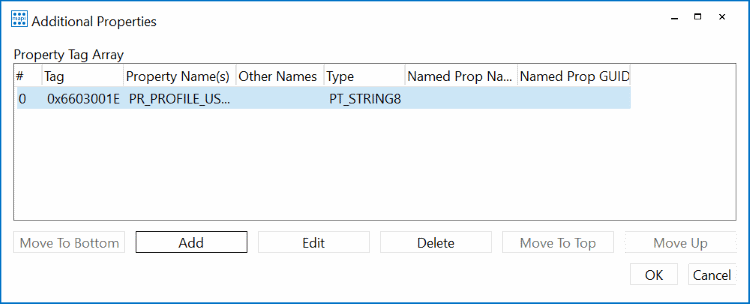 mapi
Additional Properties
Property Tag Array
# Tag Property Name(s) Other Names Type Named Prop Na... Named Prop GUID
0 0x6603001E PR_PROFILE_US... PT_STRING8
Move To Bottom Add Edit Delete Move To Top Move Up
OK Cancel